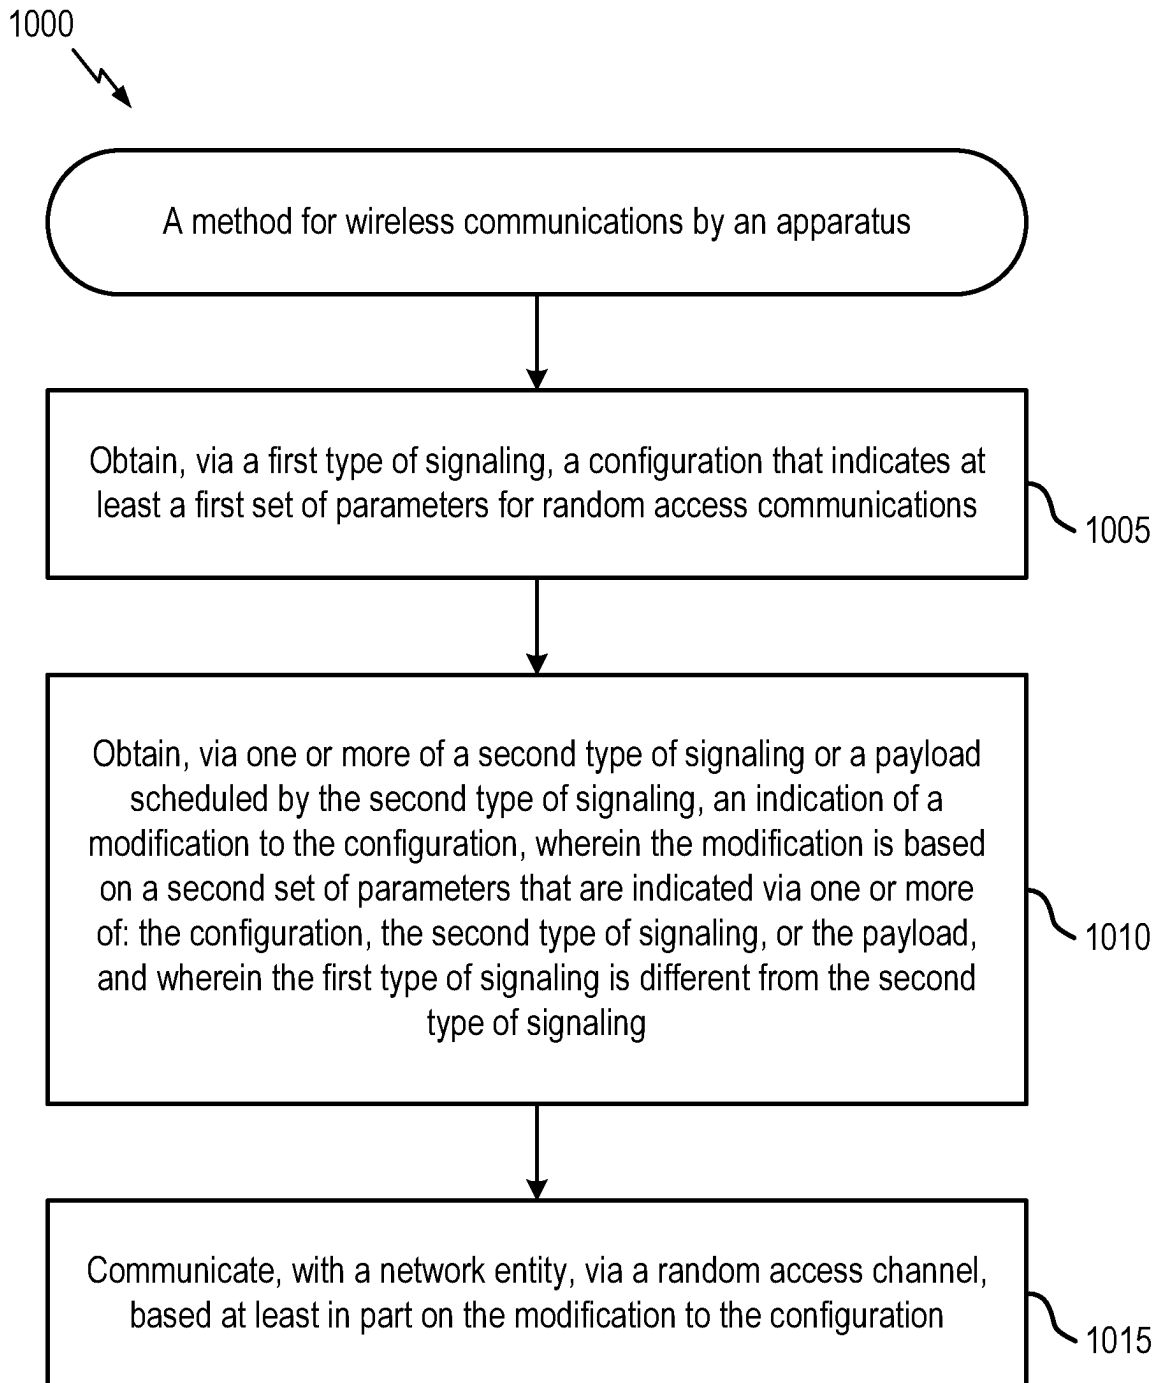 1000
A method for wireless communications by an apparatus
Obtain, via a first type of signaling, a configuration that indicates at
least a first set of parameters for random access communications
1005
Obtain, via one or more of a second type of signaling or a payload
scheduled by the second type of signaling, an indication of a
modification to the configuration, wherein the modification is based
on a second set of parameters that are indicated via one or more
of: the configuration, the second type of signaling, or the payload,
and wherein the first type of signaling is different from the second
type of signaling
1010
Communicate, with a network entity, via a random access channel,
based at least in part on the modification to the configuration
1015